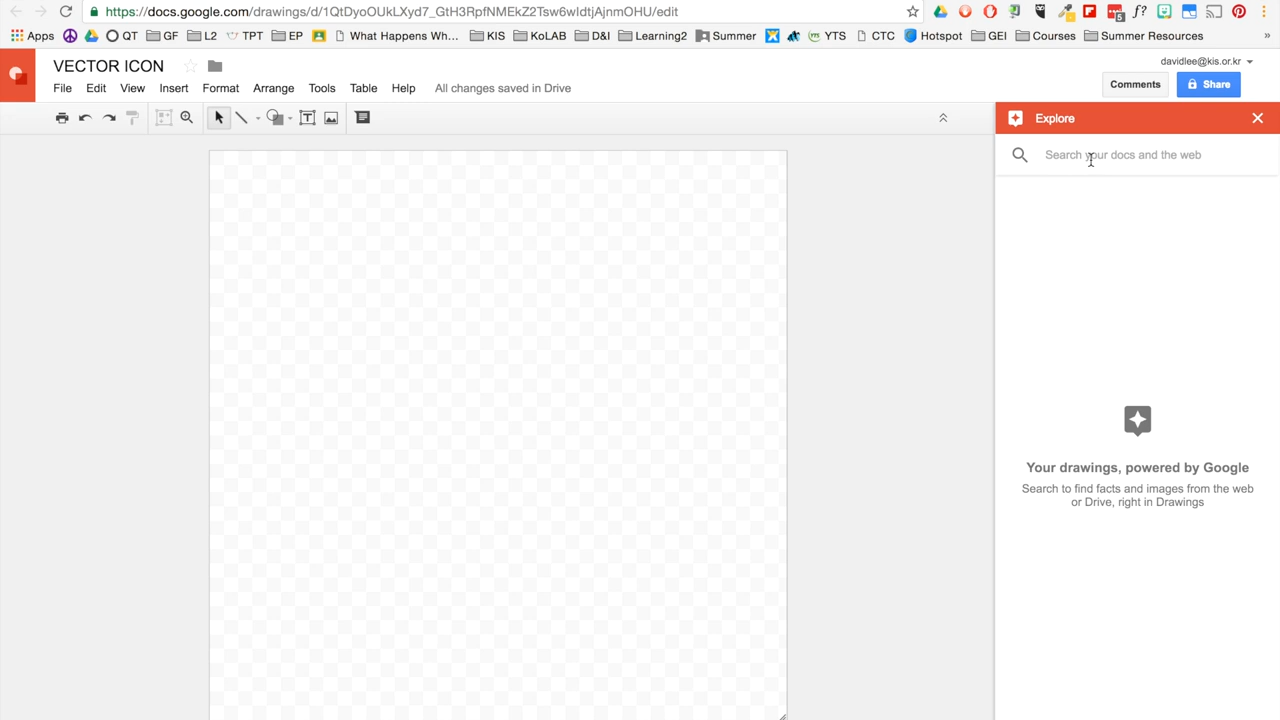 https://docs.google.com/drawings/d/1QtDyoOUkLXyd7_GtH3RpfNMEkZ2Tsw6wIdtjAjnmOHU/edit
Apps QT GF L2 TPT EP What Happens Wh... KIS KoLAB D&I Learning2 Summer YTS CTC Hotspot GEI Courses Summer Resources »
VECTOR ICON
davidlee@kis.or.kr
File Edit View Insert Format Arrange Tools Table Help All changes saved in Drive
Comments Share
Explore
Search your docs and the web
Your drawings, powered by Google
Search to find facts and images from the web
or Drive, right in Drawings